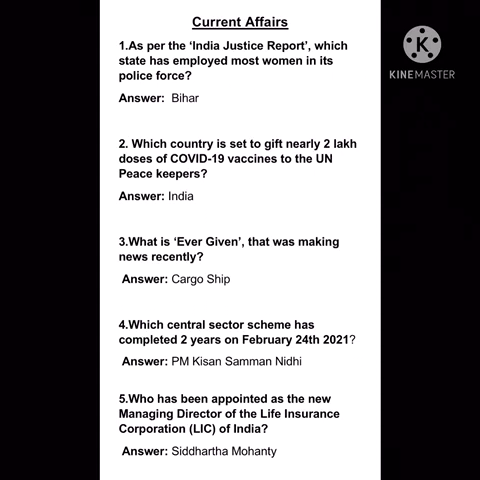 Current Affairs
1.As per the ‘India Justice Report’, which
state has employed most women in its
police force?
Answer: Bihar
2. Which country is set to gift nearly 2 lakh
doses of COVID-19 vaccines to the UN
Peace keepers?
Answer: India
3.What is ‘Ever Given’, that was making
news recently?
Answer: Cargo Ship
4.Which central sector scheme has
completed 2 years on February 24th 2021?
Answer: PM Kisan Samman Nidhi
5.Who has been appointed as the new
Managing Director of the Life Insurance
Corporation (LIC) of India?
Answer: Siddhartha Mohanty
K
KINEMASTER